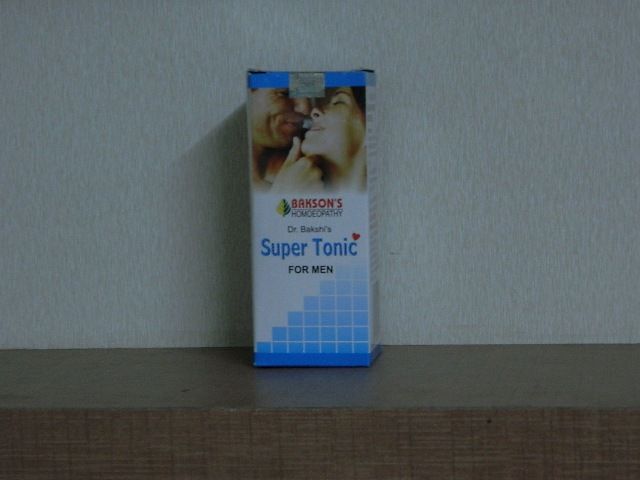 BAKSON'S
HOMOEOPATHY
Dr. Bakshi's
Super Tonic
FOR MEN